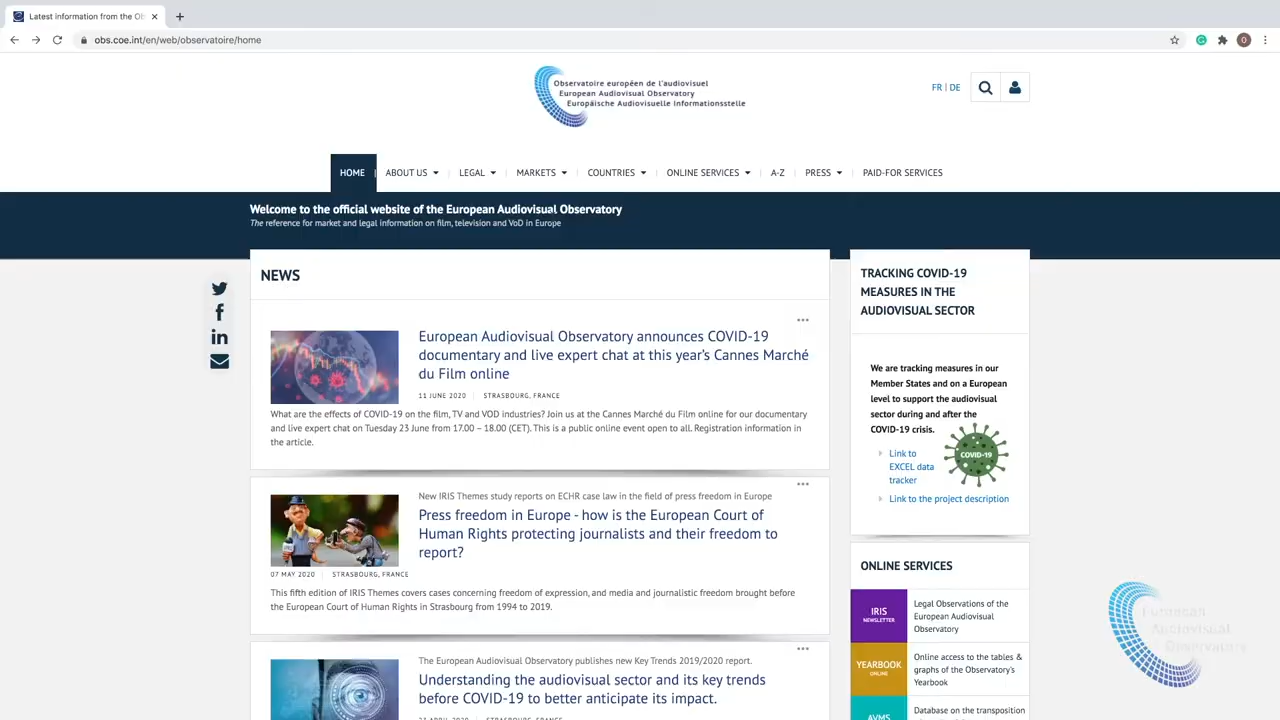 Latest information from the Ob
obs.coe.int/en/web/observatoire/home
O
Observatoire européen de l'audiovisuel
European Audiovisual Observatory
Europäische Audiovisuelle Informationsstelle
FR | DE
HOME
ABOUT US
LEGAL
MARKETS
COUNTRIES
ONLINE SERVICES
A-Z
PRESS
PAID-FOR SERVICES
Welcome to the official website of the European Audiovisual Observatory
The reference for market and legal information on film, television and VoD in Europe
NEWS
European Audiovisual Observatory announces COVID-19
documentary and live expert chat at this year's Cannes Marché
du Film online
11 JUNE 2020 | STRASBOURG, FRANCE
What are the effects of COVID-19 on the film, TV and VOD industries? Join us at the Cannes Marché du Film online for our documentary
and live expert chat on Tuesday 23 June from 17.00 – 18.00 (CET). This is a public online event open to all. Registration information in
the article.
New IRIS Themes study reports on ECHR case law in the field of press freedom in Europe
Press freedom in Europe - how is the European Court of
Human Rights protecting journalists and their freedom to
report?
07 MAY 2020 | STRASBOURG, FRANCE
This fifth edition of IRIS Themes covers cases concerning freedom of expression, and media and journalistic freedom brought before
the European Court of Human Rights in Strasbourg from 1994 to 2019.
The European Audiovisual Observatory publishes new Key Trends 2019/2020 report.
Understanding the audiovisual sector and its key trends
before COVID-19 to better anticipate its impact.
21 APRIL 2020 | STRASBOURG, FRANCE
TRACKING COVID-19
MEASURES IN THE
AUDIOVISUAL SECTOR
We are tracking measures in our
Member States and on a European
level to support the audiovisual
sector during and after the
COVID-19 crisis.
COVID-19
Link to
EXCEL data
tracker
Link to the project description
ONLINE SERVICES
IRIS
NEWSLETTER
Legal Observations of the
European Audiovisual
Observatory
YEARBOOK
ONLINE
Online access to the tables &
graphs of the Observatory's
Yearbook
AVMS
Database on the transposition
European
Audiovisual
Observatory